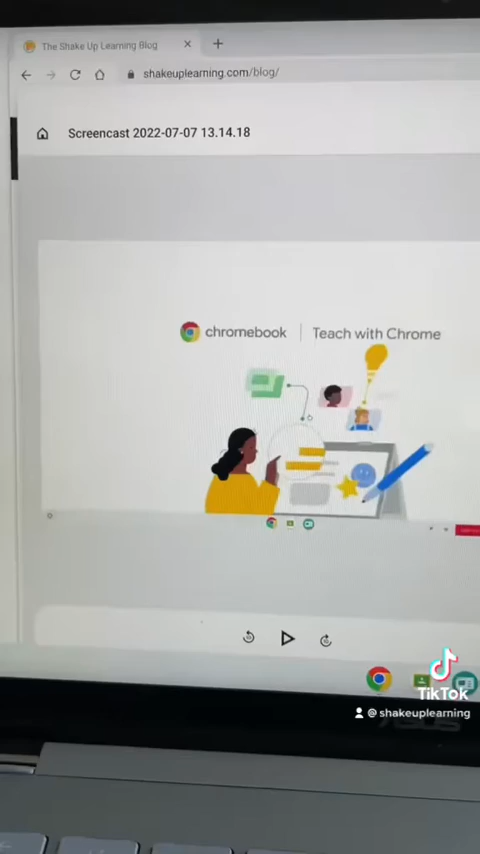 The Shake Up Learning Blog
shakeuplearning.com/blog/
Screencast 2022-07-07 13.14.18
chromebook | Teach with Chrome
TikTok
@ shakeuplearning
ASUS